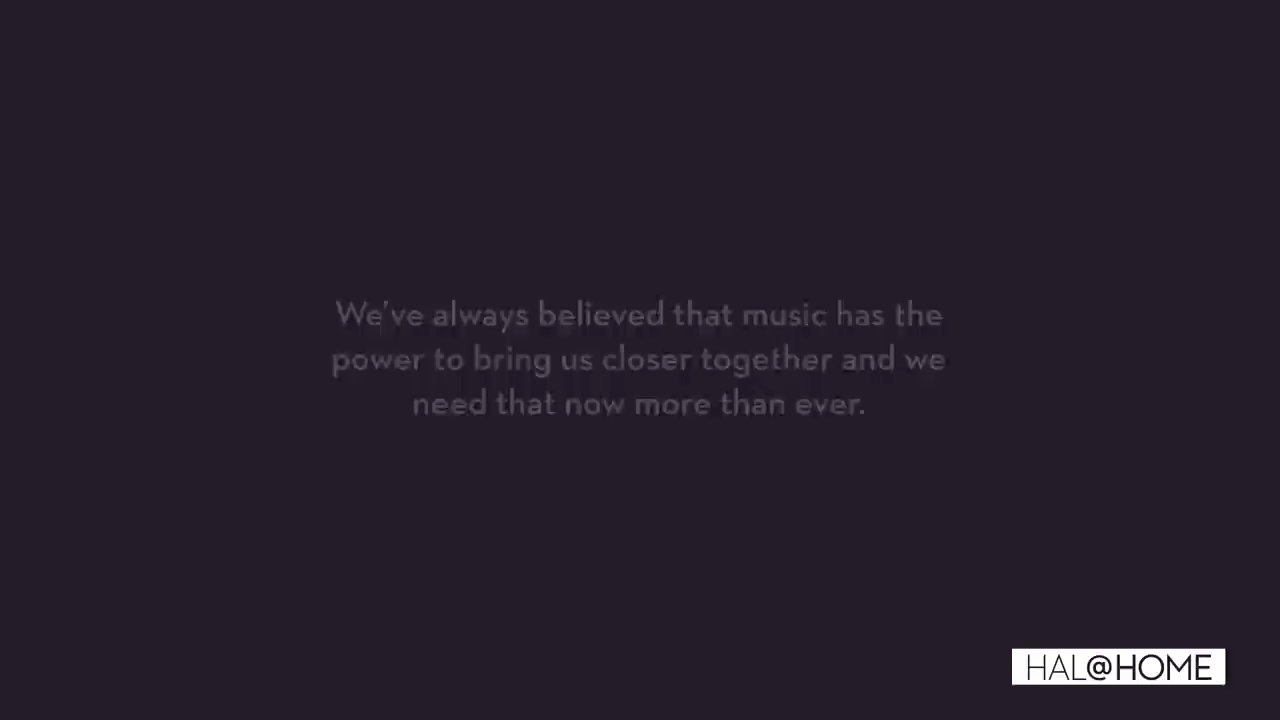 We've always believed that music has the
power to bring us closer together and we
need that now more than ever.
HAL@HOME